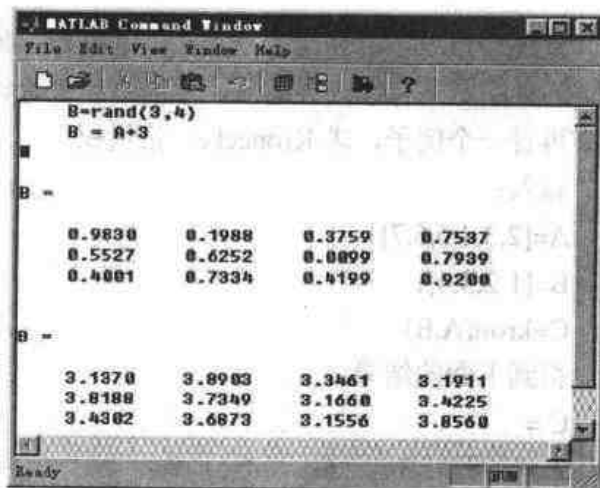 MATLAB Command Window
File Edit View Window Help
B=rand(3,4)
B = A+3
B =
0.9830 0.1988 0.3759 0.7537
0.5527 0.6252 0.0099 0.7939
0.4001 0.7334 0.4199 0.9200
B =
3.1370 3.8903 3.3461 3.1911
3.8188 3.7349 3.1660 3.4225
3.4302 3.6873 3.1556 3.8560
Ready NUM